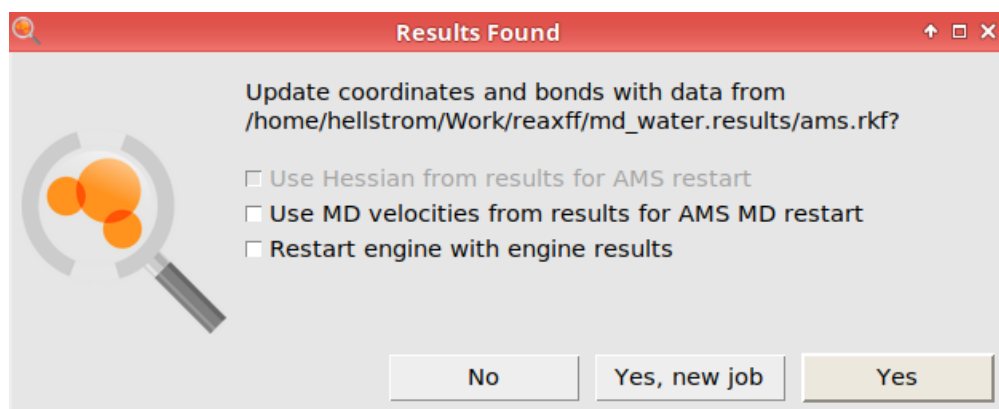 Results Found
Update coordinates and bonds with data from
/home/hellstrom/Work/reaxff/md_water.results/ams.rkf?
Use Hessian from results for AMS restart
Use MD velocities from results for AMS MD restart
Restart engine with engine results
No
Yes, new job
Yes